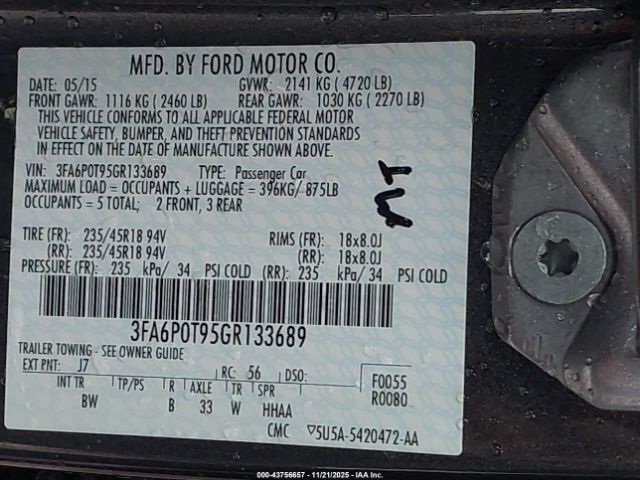 MFD. BY FORD MOTOR CO.
DATE: 05/15 GVWR: 2141 KG (4720 LB)
FRONT GAWR: 1116 KG (2460 LB) REAR GAWR: 1030 KG (2270 LB)
THIS VEHICLE CONFORMS TO ALL APPLICABLE FEDERAL MOTOR
VEHICLE SAFETY, BUMPER, AND THEFT PREVENTION STANDARDS
IN EFFECT ON THE DATE OF MANUFACTURE SHOWN ABOVE.
VIN: 3FA6P0T95GR133689 TYPE: Passenger Car
MAXIMUM LOAD = OCCUPANTS + LUGGAGE = 396KG/ 875LB
OCCUPANTS = 5 TOTAL; 2 FRONT, 3 REAR
TIRE (FR): 235/45R18 94V RIMS (FR): 18x8.0J
(RR): 235/45R18 94V (RR): 18x8.0J
PRESSURE (FR): 235 kPa/ 34 PSI COLD (RR): 235 kPa/ 34 PSI COLD
3FA6P0T95GR133689
TRAILER TOWING - SEE OWNER GUIDE
EXT PNT: J7 RC: 56 DSO: F0055
INT TR TP/PS R AXLE TR SPR R0080
BW B 33 W HHAA
CMC ▽5U5A-5420472-AA
000-43756657 - 11/21/2025 - IAAI.COM